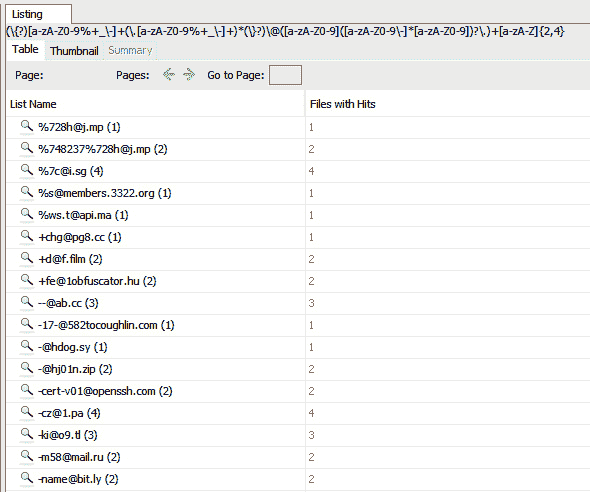 Listing
(\{?)[a-zA-Z0-9%+_\-]+(\.[a-zA-Z0-9%+_\-]+)*(\}?)\@([a-zA-Z0-9]([a-zA-Z0-9\-]*[a-zA-Z0-9])?\.)+[a-zA-Z]{2,4}
Table Thumbnail Summary
Page: Pages: Go to Page:
List Name Files with Hits
%728h@j.mp (1) 1
%748237%728h@j.mp (2) 2
%7c@i.sg (4) 4
%s@members.3322.org (1) 1
%ws.t@api.ma (1) 1
+chg@pg8.cc (1) 1
+d@f.film (2) 2
+fe@1obfuscator.hu (2) 2
--@ab.cc (3) 3
-17-@582tocoughlin.com (1) 1
-@hdog.sy (1) 1
-@hj01n.zip (2) 2
-cert-v01@openssh.com (2) 2
-cz@1.pa (4) 4
-ki@o9.tl (3) 3
-m58@mail.ru (2) 2
-name@bit.ly (2) 2